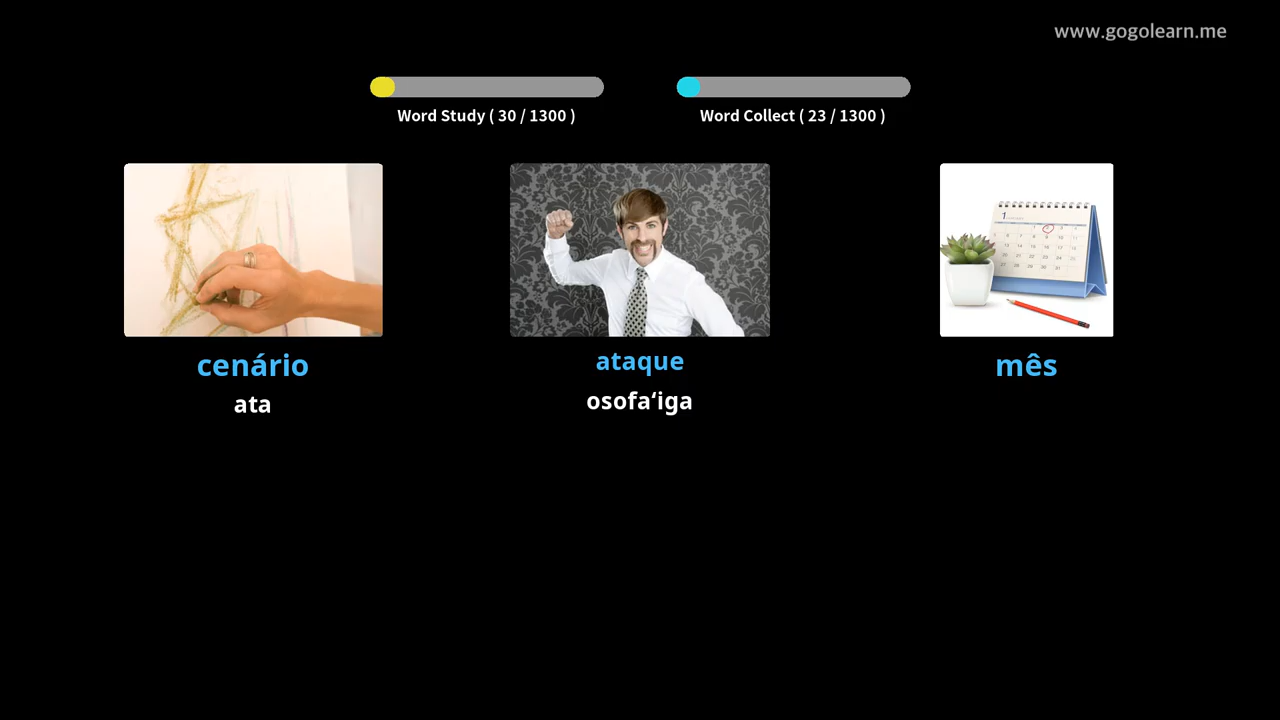 www.gogolearn.me
Word Study ( 30 / 1300 )
Word Collect ( 23 / 1300 )
cenário
ata
ataque
osofa‘iga
mês